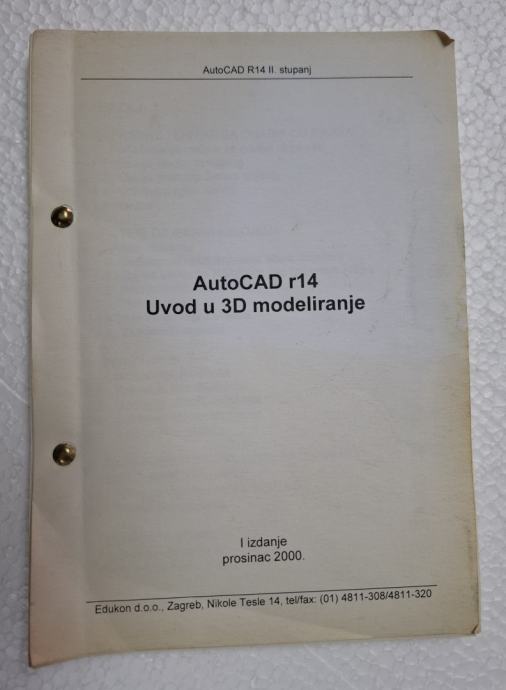 AutoCAD R14 II. stupanj
AutoCAD r14
Uvod u 3D modeliranje
I izdanje
prosinac 2000.
Edukon d.o.o., Zagreb, Nikole Tesle 14, tel/fax: (01) 4811-308/4811-320